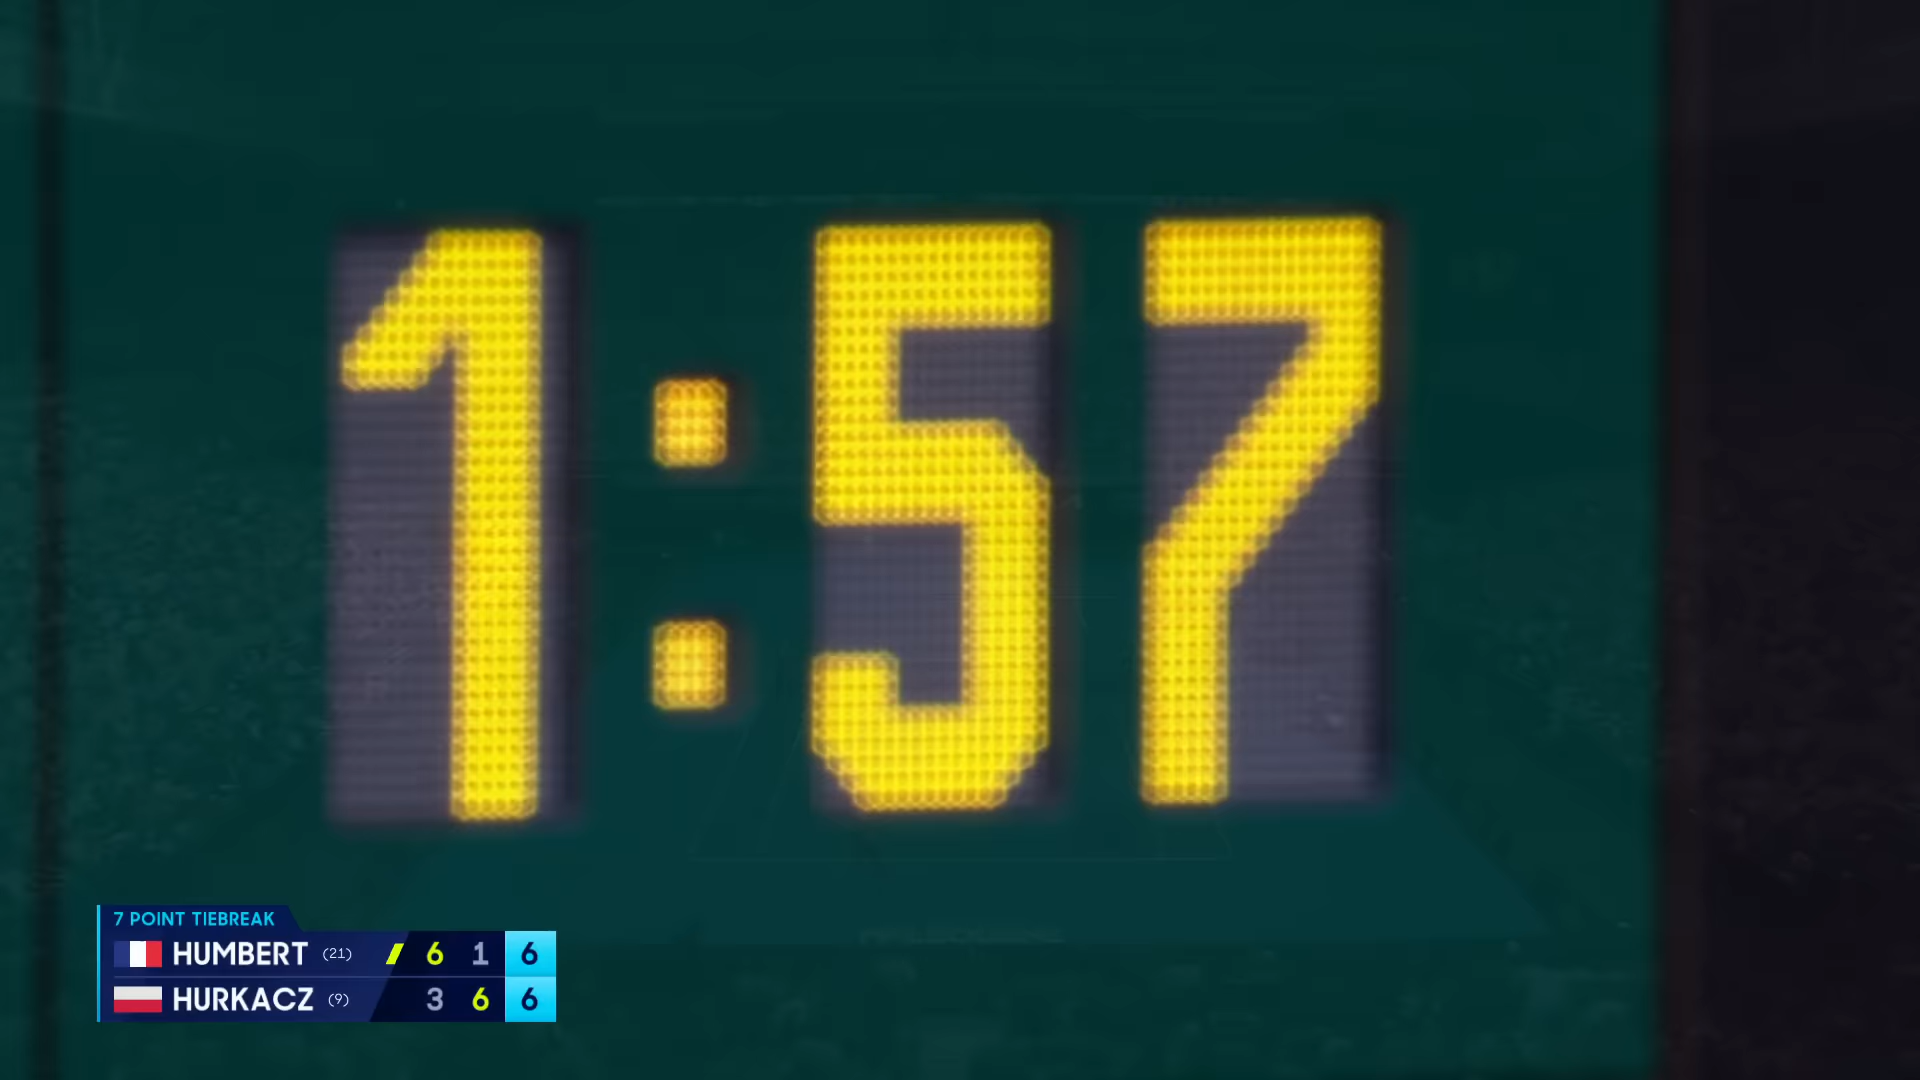 1:57
7 POINT TIEBREAK
HUMBERT (21) 6 1 6
HURKACZ (9) 3 6 6